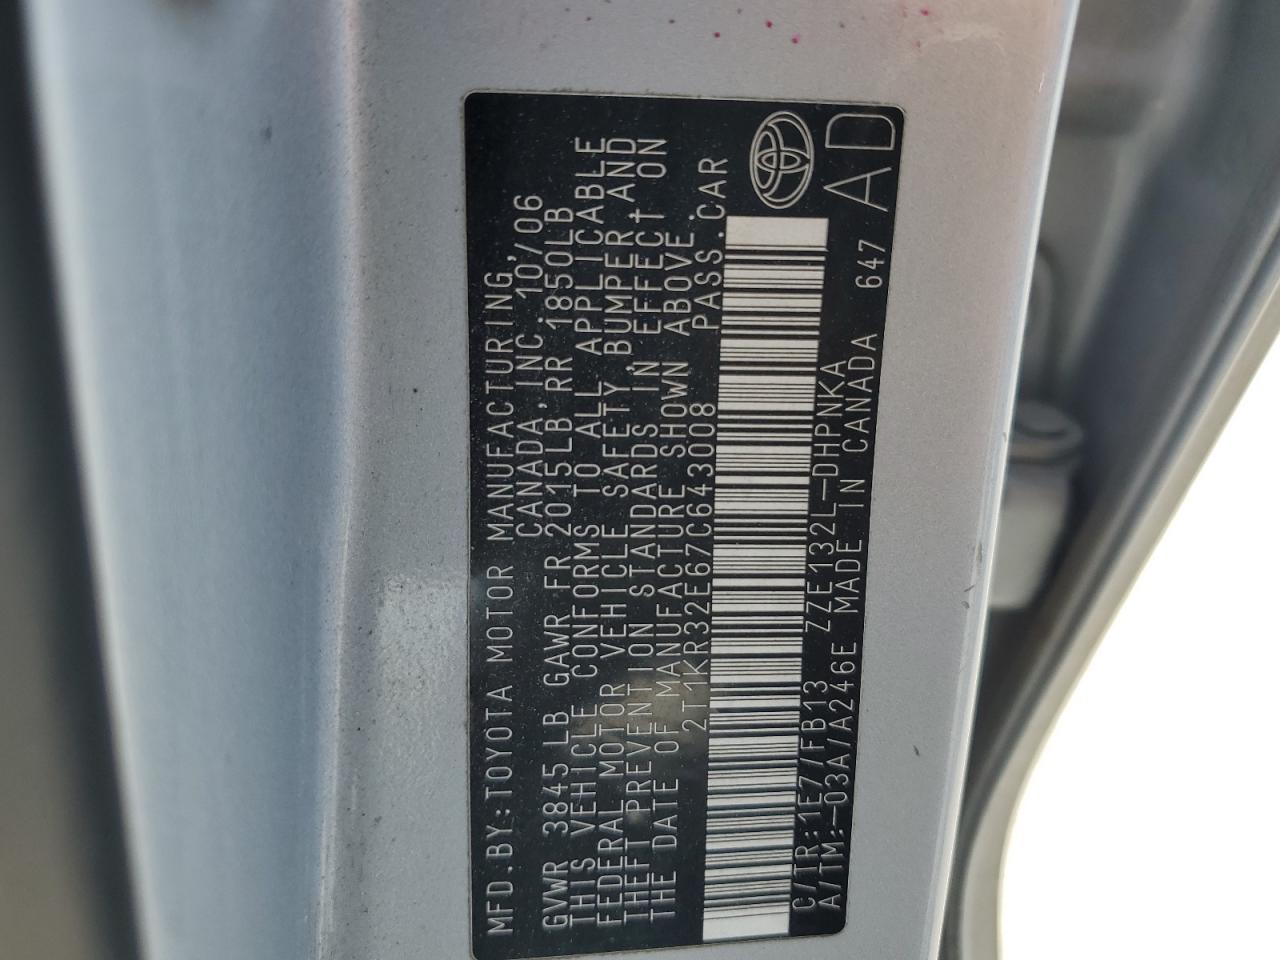 MFD.BY:TOYOTA MOTOR MANUFACTURING,
CANADA,INC. 10/06
GVWR 3845LB GAWR FR 2015LB,RR 1850LB
THIS VEHICLE CONFORMS TO ALL APPLICABLE
FEDERAL MOTOR VEHICLE SAFETY,BUMPER,AND
THEFT PREVENTION STANDARDS IN EFFECT ON
THE DATE OF MANUFACTURE SHOWN ABOVE.
2T1KR32E67C643008 PASS.CAR
C/TR:1E7/FB13 ZZE132L-DHPNKA
A/TM:-03A/A246E MADE IN CANADA 647 AD